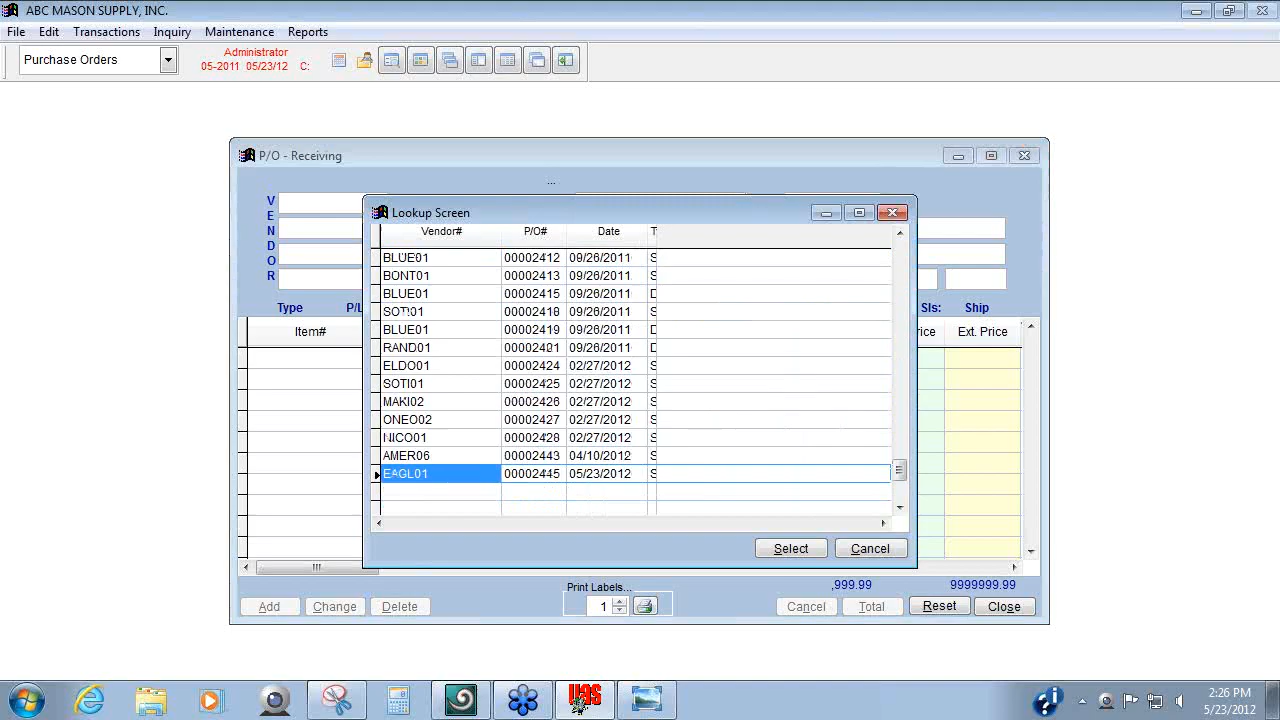 ABC MASON SUPPLY, INC.
File Edit Transactions Inquiry Maintenance Reports
Purchase Orders
Administrator
05-2011 05/23/12 C:
P/O - Receiving
...
V
E
N
D
O
R
Type P/L Sls: Ship
Item# rice Ext. Price
Lookup Screen
Vendor# P/O# Date T
BLUE01 00002412 09/26/2011 S
BONT01 00002413 09/26/2011 S
BLUE01 00002415 09/26/2011 D
SOTI01 00002418 09/26/2011 S
BLUE01 00002419 09/26/2011 D
RAND01 00002421 09/26/2011 D
ELDO01 00002424 02/27/2012 S
SOTI01 00002425 02/27/2012 S
MAKI02 00002426 02/27/2012 S
ONEO02 00002427 02/27/2012 S
NICO01 00002428 02/27/2012 S
AMER06 00002443 04/10/2012 S
EAGL01 00002445 05/23/2012 S
Select Cancel
Print Labels... ,999.99 9999999.99
Add Change Delete 1 Cancel Total Reset Close
UAS
2:26 PM
5/23/2012